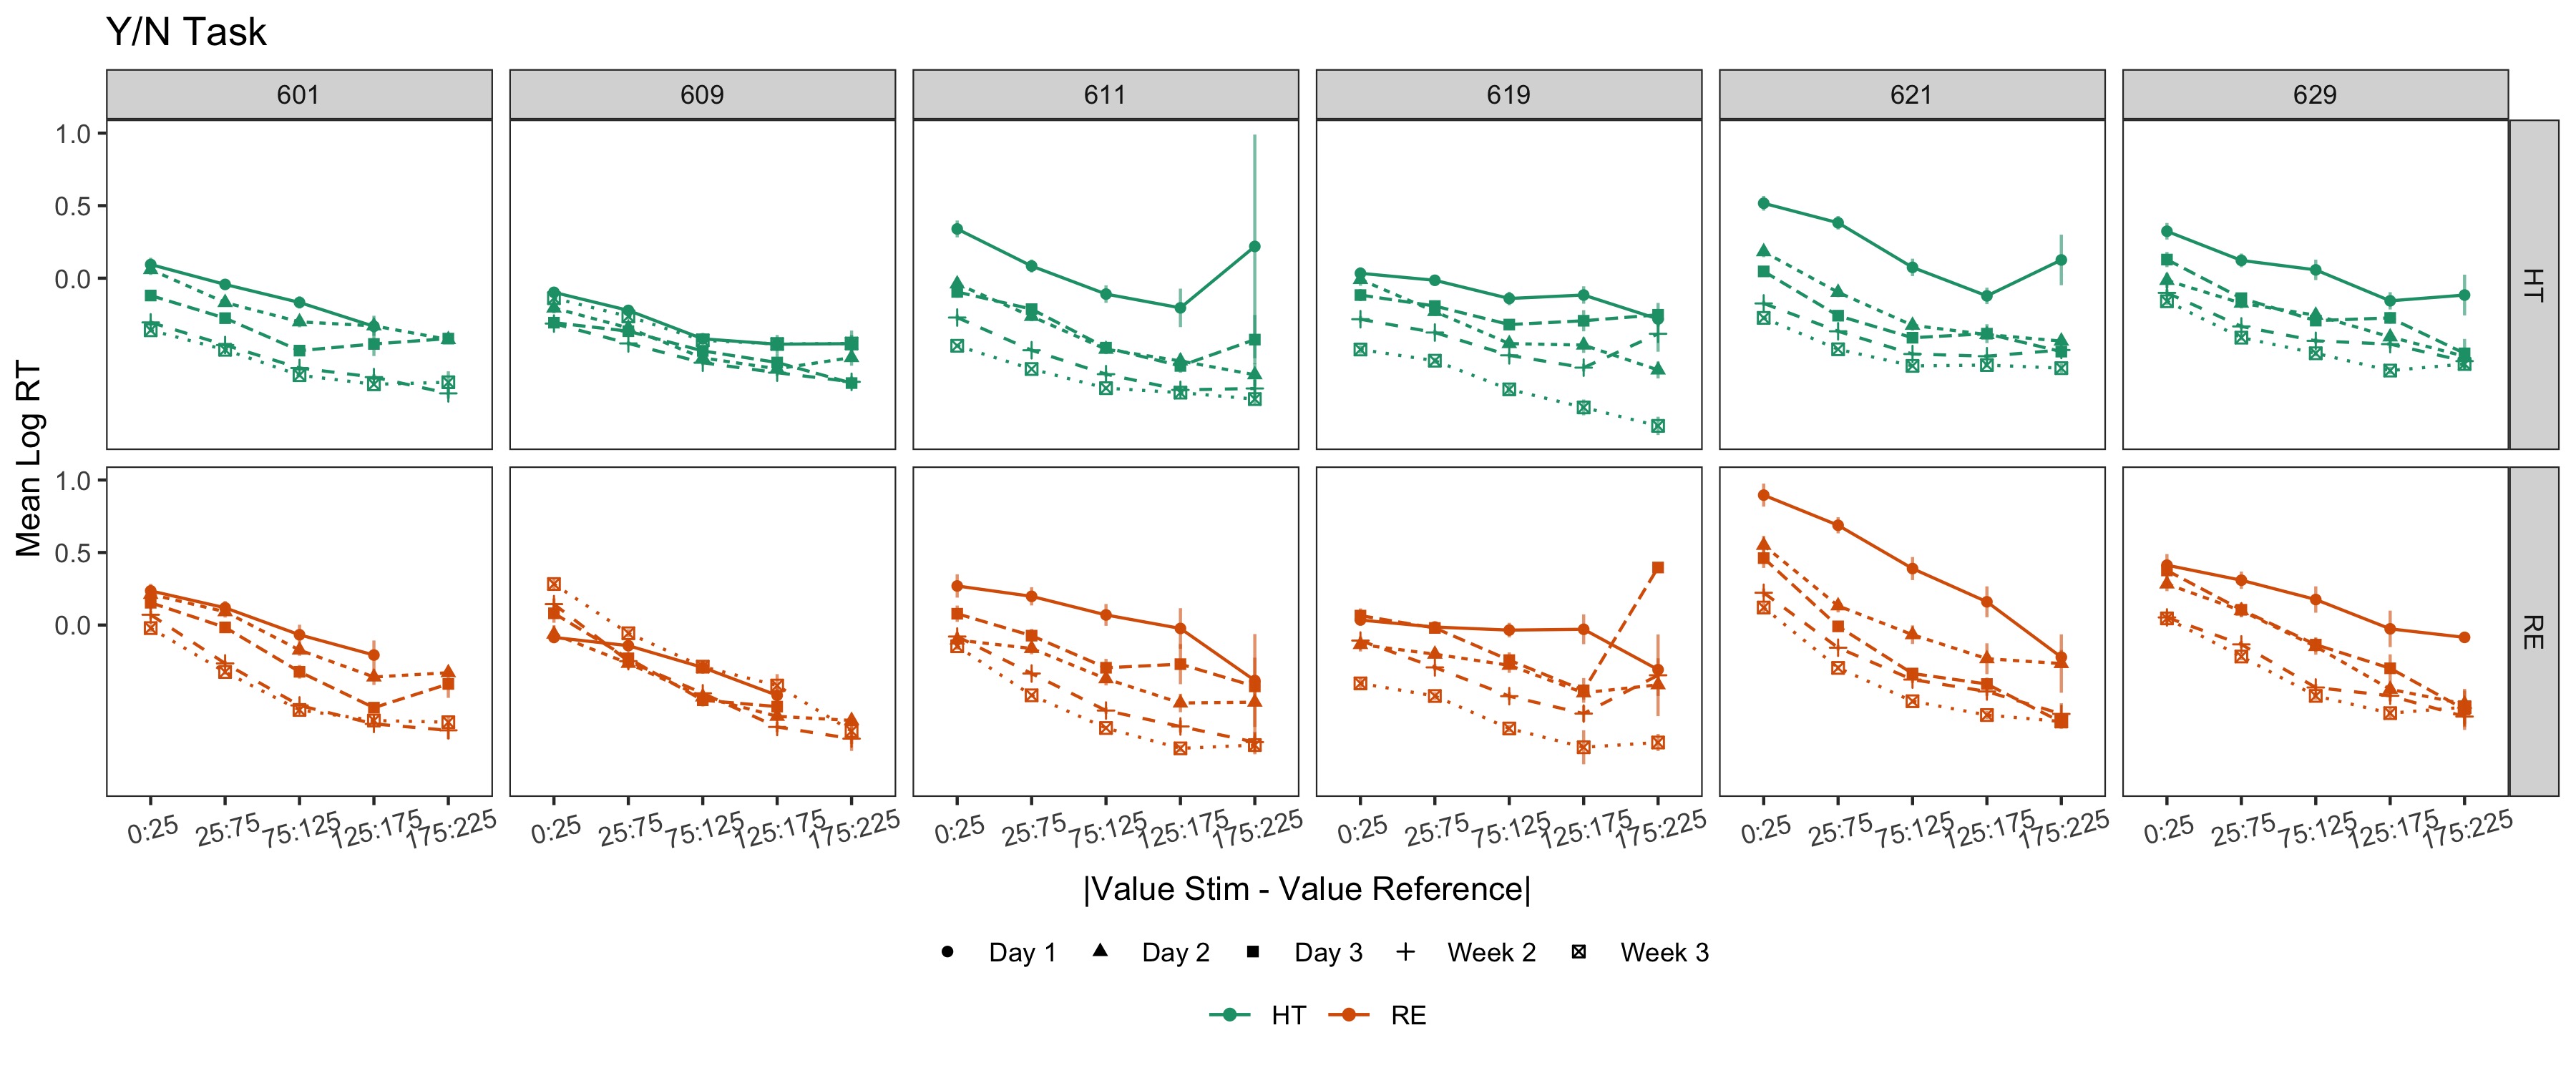 Y/N Task
601 609 611 619 621 629
1.0
0.5
0.0
HT
Mean Log RT
1.0
0.5
0.0
RE
0:25 25:75 75:125 125:175 175:225 0:25 25:75 75:125 125:175 175:225 0:25 25:75 75:125 125:175 175:225 0:25 25:75 75:125 125:175 175:225 0:25 25:75 75:125 125:175 175:225 0:25 25:75 75:125 125:175 175:225
|Value Stim - Value Reference|
Day 1 Day 2 Day 3 Week 2 Week 3
HT RE